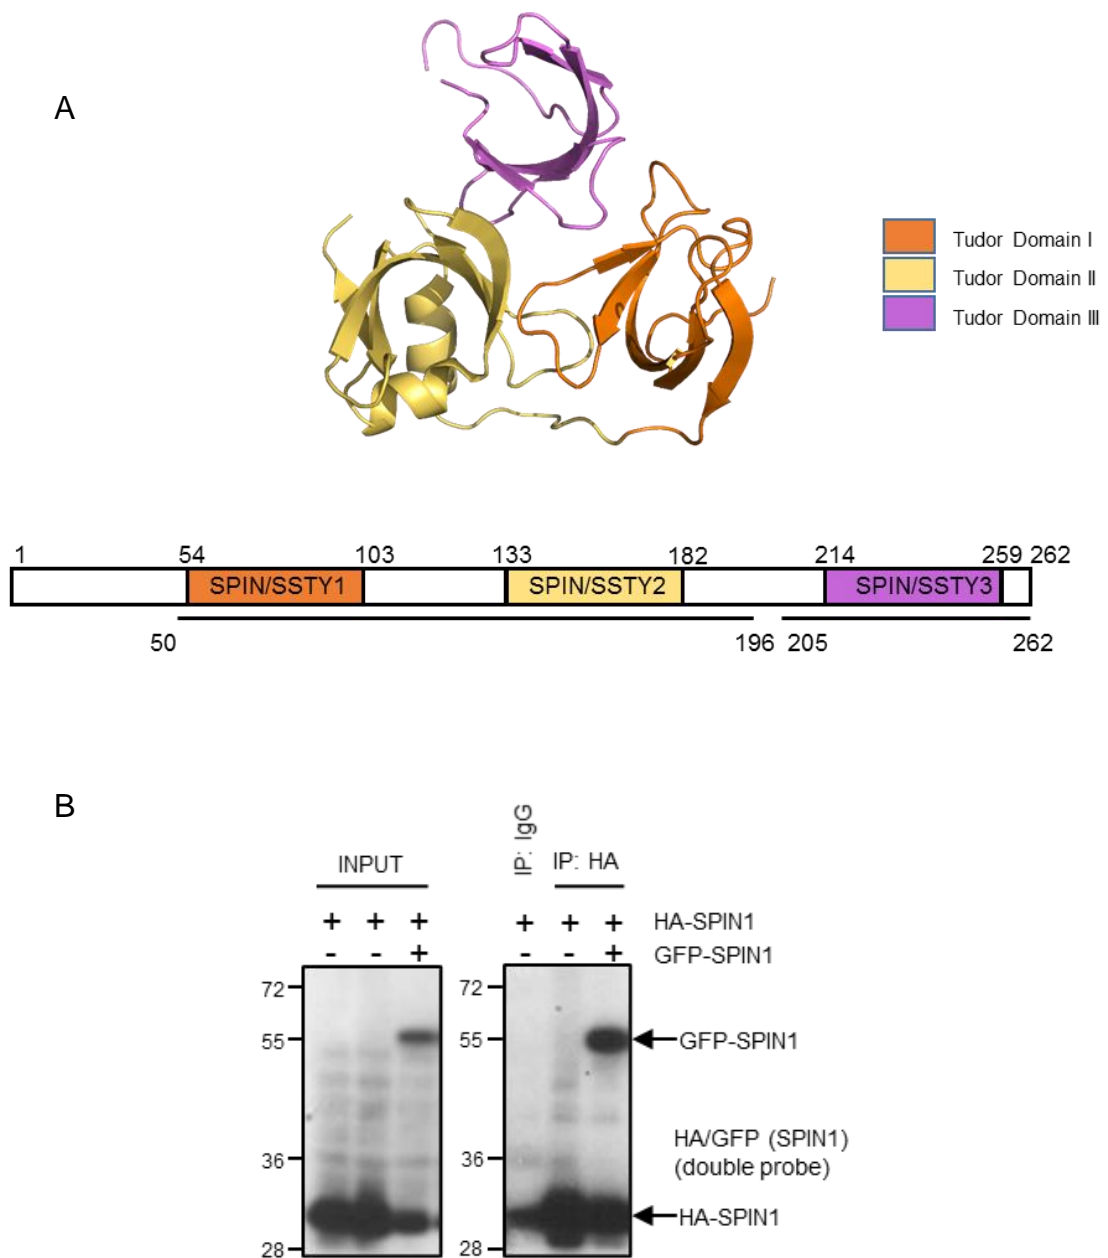 A
Tudor Domain I
Tudor Domain II
Tudor Domain III
1 54 103 133 182 214 259 262
SPIN/SSTY1 SPIN/SSTY2 SPIN/SSTY3
50 196 205 262
B
INPUT IP: IgG IP: HA
+ + + + + + HA-SPIN1
- - + - - + GFP-SPIN1
72 72
55 55 GFP-SPIN1
HA/GFP (SPIN1)
36 36 (double probe)
HA-SPIN1
28 28